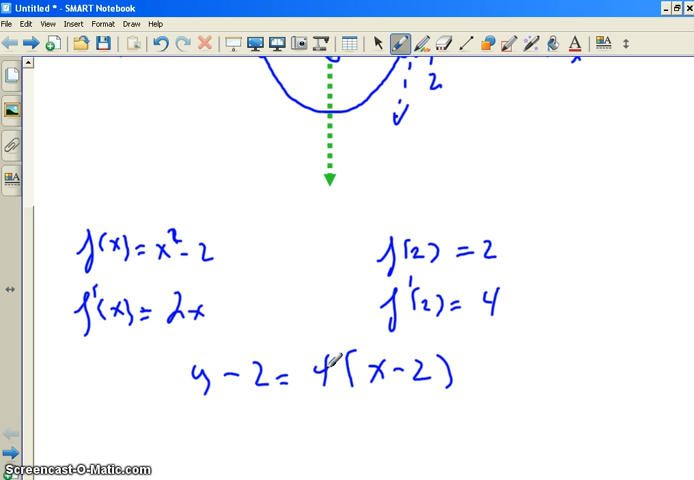 Untitled * - SMART Notebook
File Edit View Insert Format Draw Help
2
f(x) = x² - 2
f(2) = 2
f'(x) = 2x
f'(2) = 4
y - 2 = 4(x - 2)
Screencast-O-Matic.com